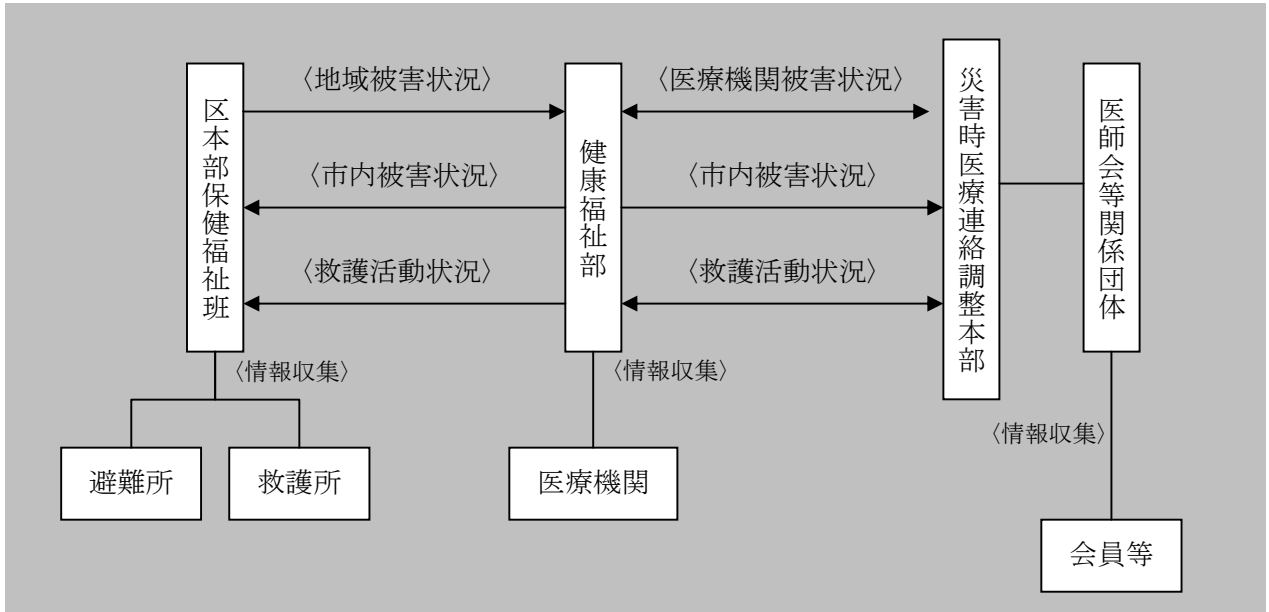 区本部保健福祉班
〈地域被害状況〉
〈市内被害状況〉
〈救護活動状況〉
健康福祉部
〈医療機関被害状況〉
〈市内被害状況〉
〈救護活動状況〉
災害時医療連絡調整本部
医師会等関係団体
〈情報収集〉
〈情報収集〉
〈情報収集〉
避難所
救護所
医療機関
会員等